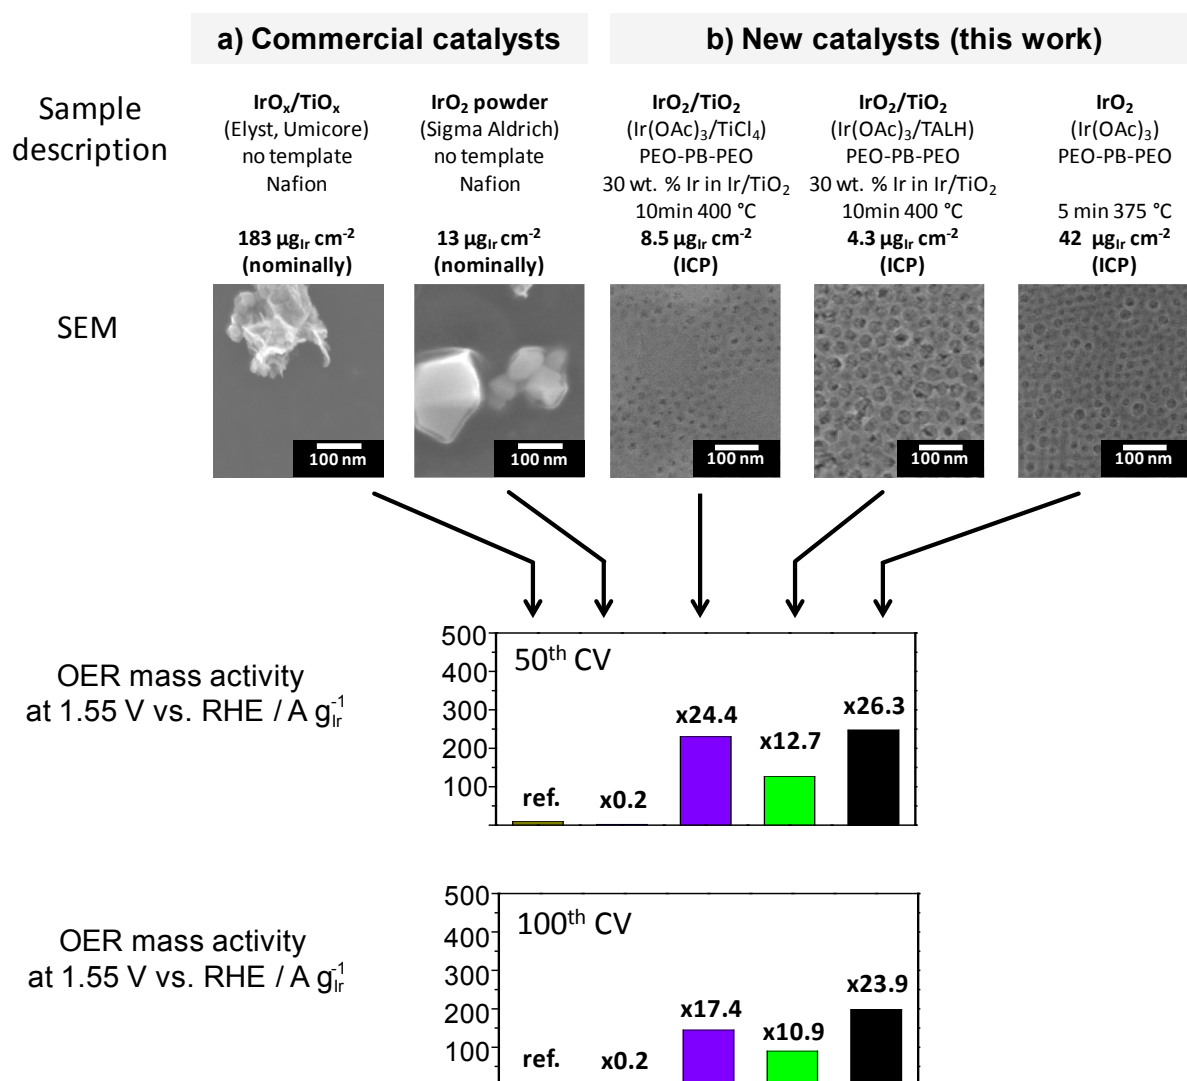 a) Commercial catalysts
b) New catalysts (this work)
Sample
description
IrOₓ/TiOₓ
(Elyst, Umicore)
no template
Nafion
183 µg_Ir cm⁻²
(nominally)
IrO₂ powder
(Sigma Aldrich)
no template
Nafion
13 µg_Ir cm⁻²
(nominally)
IrO₂/TiO₂
(Ir(OAc)₃/TiCl₄)
PEO-PB-PEO
30 wt. % Ir in Ir/TiO₂
10min 400 °C
8.5 µg_Ir cm⁻²
(ICP)
IrO₂/TiO₂
(Ir(OAc)₃/TALH)
PEO-PB-PEO
30 wt. % Ir in Ir/TiO₂
10min 400 °C
4.3 µg_Ir cm⁻²
(ICP)
IrO₂
(Ir(OAc)₃)
PEO-PB-PEO
5 min 375 °C
42 µg_Ir cm⁻²
(ICP)
SEM
100 nm
100 nm
100 nm
100 nm
100 nm
OER mass activity
at 1.55 V vs. RHE / A g_Ir⁻¹
500
400
300
200
100
50th CV
ref.
x0.2
x24.4
x12.7
x26.3
OER mass activity
at 1.55 V vs. RHE / A g_Ir⁻¹
500
400
300
200
100
100th CV
ref.
x0.2
x17.4
x10.9
x23.9